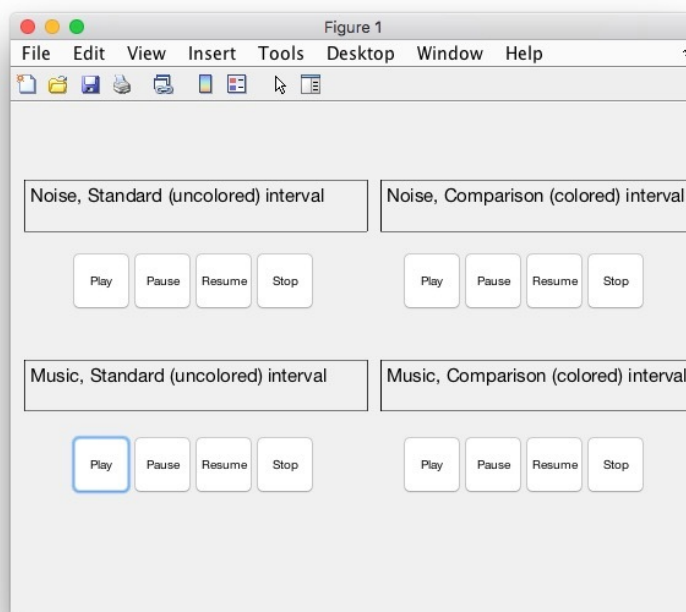 Figure 1
File Edit View Insert Tools Desktop Window Help
Noise, Standard (uncolored) interval
Noise, Comparison (colored) interval
Play Pause Resume Stop
Play Pause Resume Stop
Music, Standard (uncolored) interval
Music, Comparison (colored) interval
Play Pause Resume Stop
Play Pause Resume Stop